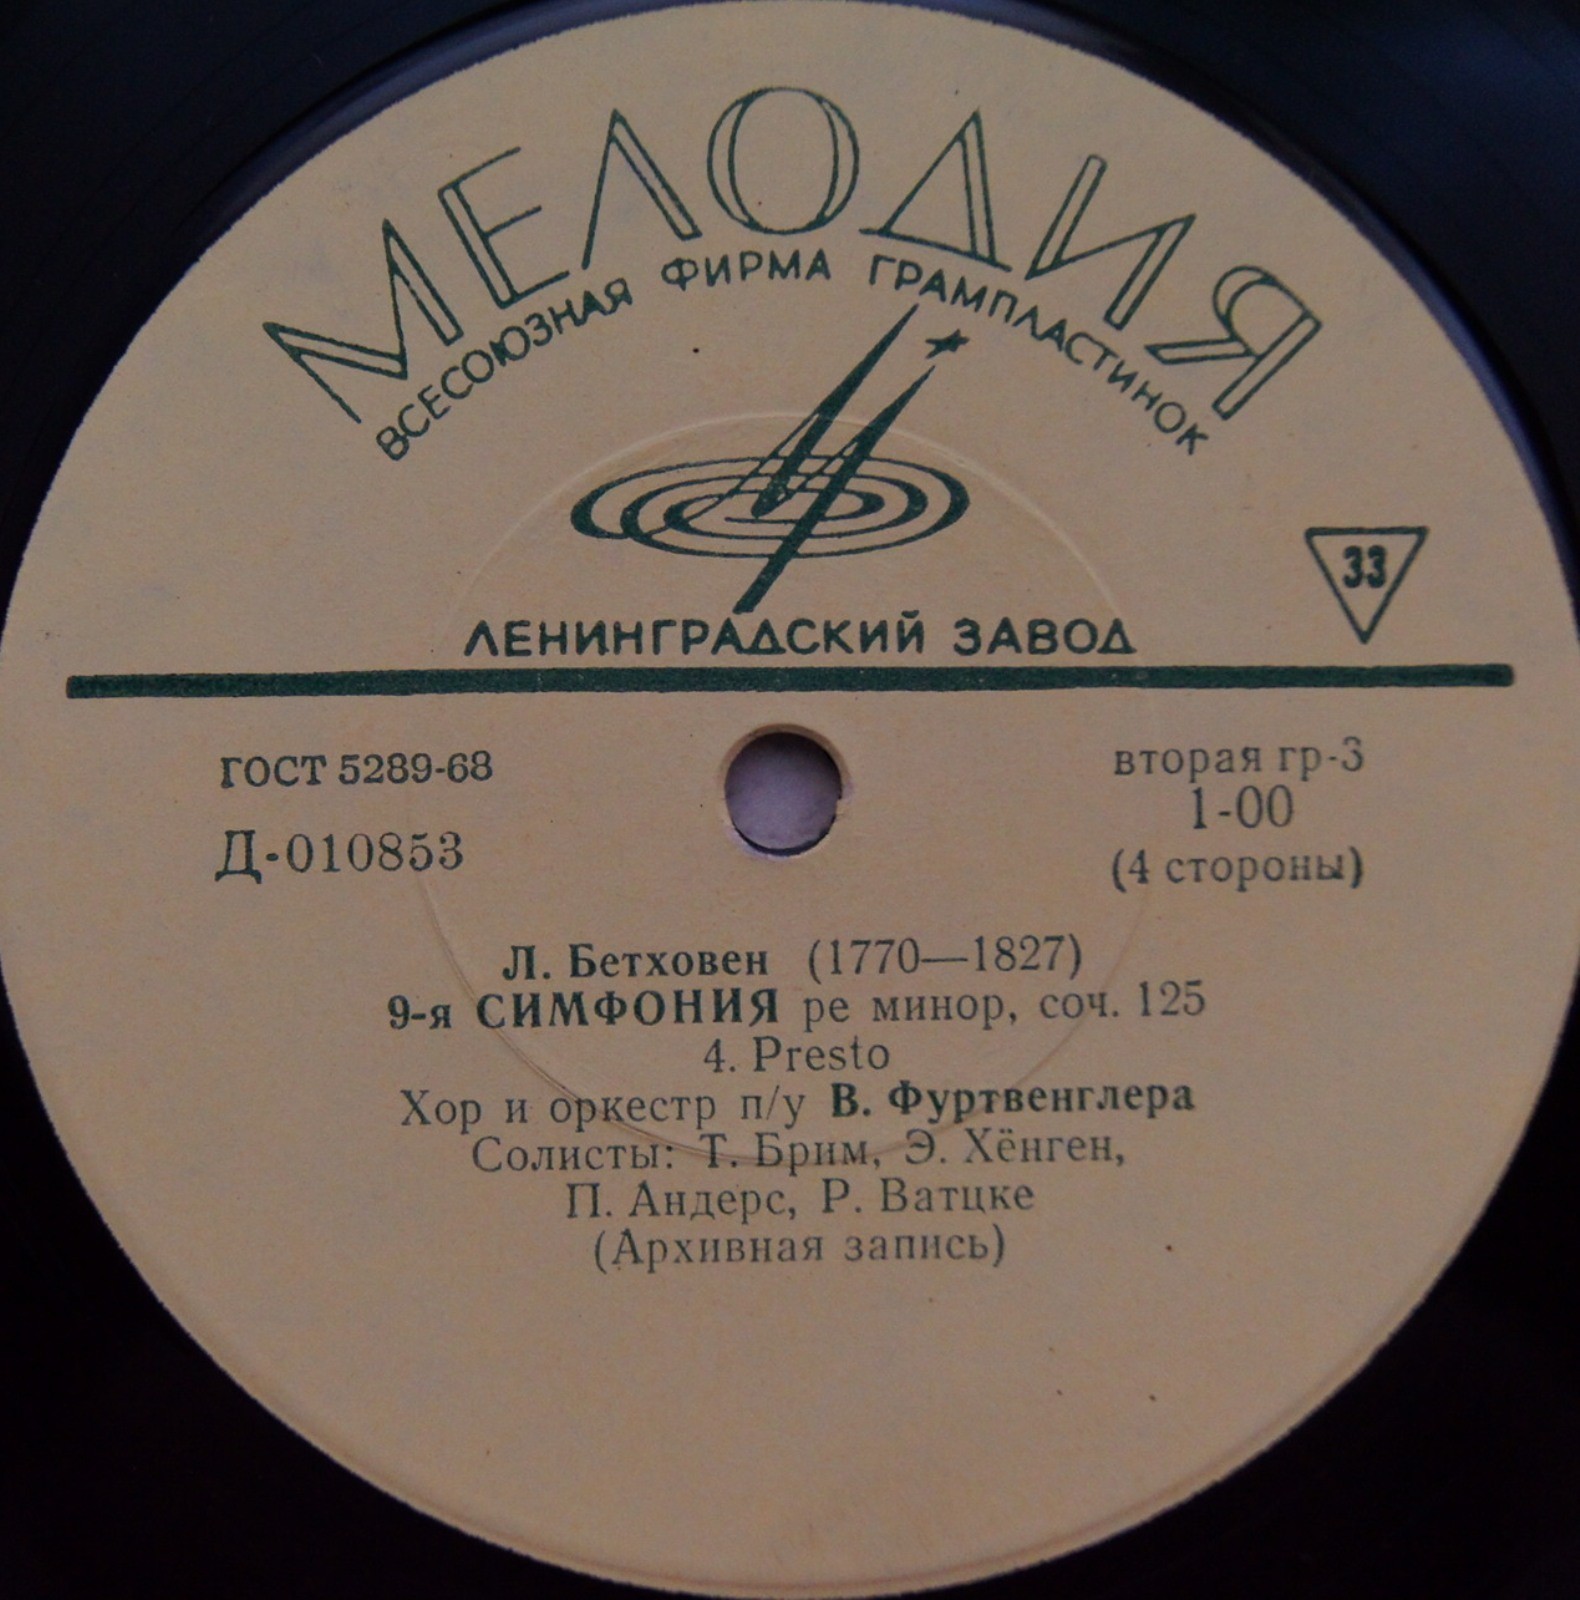 МЕЛОДИЯ
ВСЕСОЮЗНАЯ ФИРМА ГРАМПЛАСТИНОК
33
ЛЕНИНГРАДСКИЙ ЗАВОД
ГОСТ 5289-68
вторая гр-3
1-00
Д-010853
(4 стороны)
Л. Бетховен (1770—1827)
9-я СИМФОНИЯ ре минор, соч. 125
4. Presto
Хор и оркестр п/у В. Фуртвенглера
Солисты: Т. Брим, Э. Хёнген,
П. Андерс, Р. Ватцке
(Архивная запись)